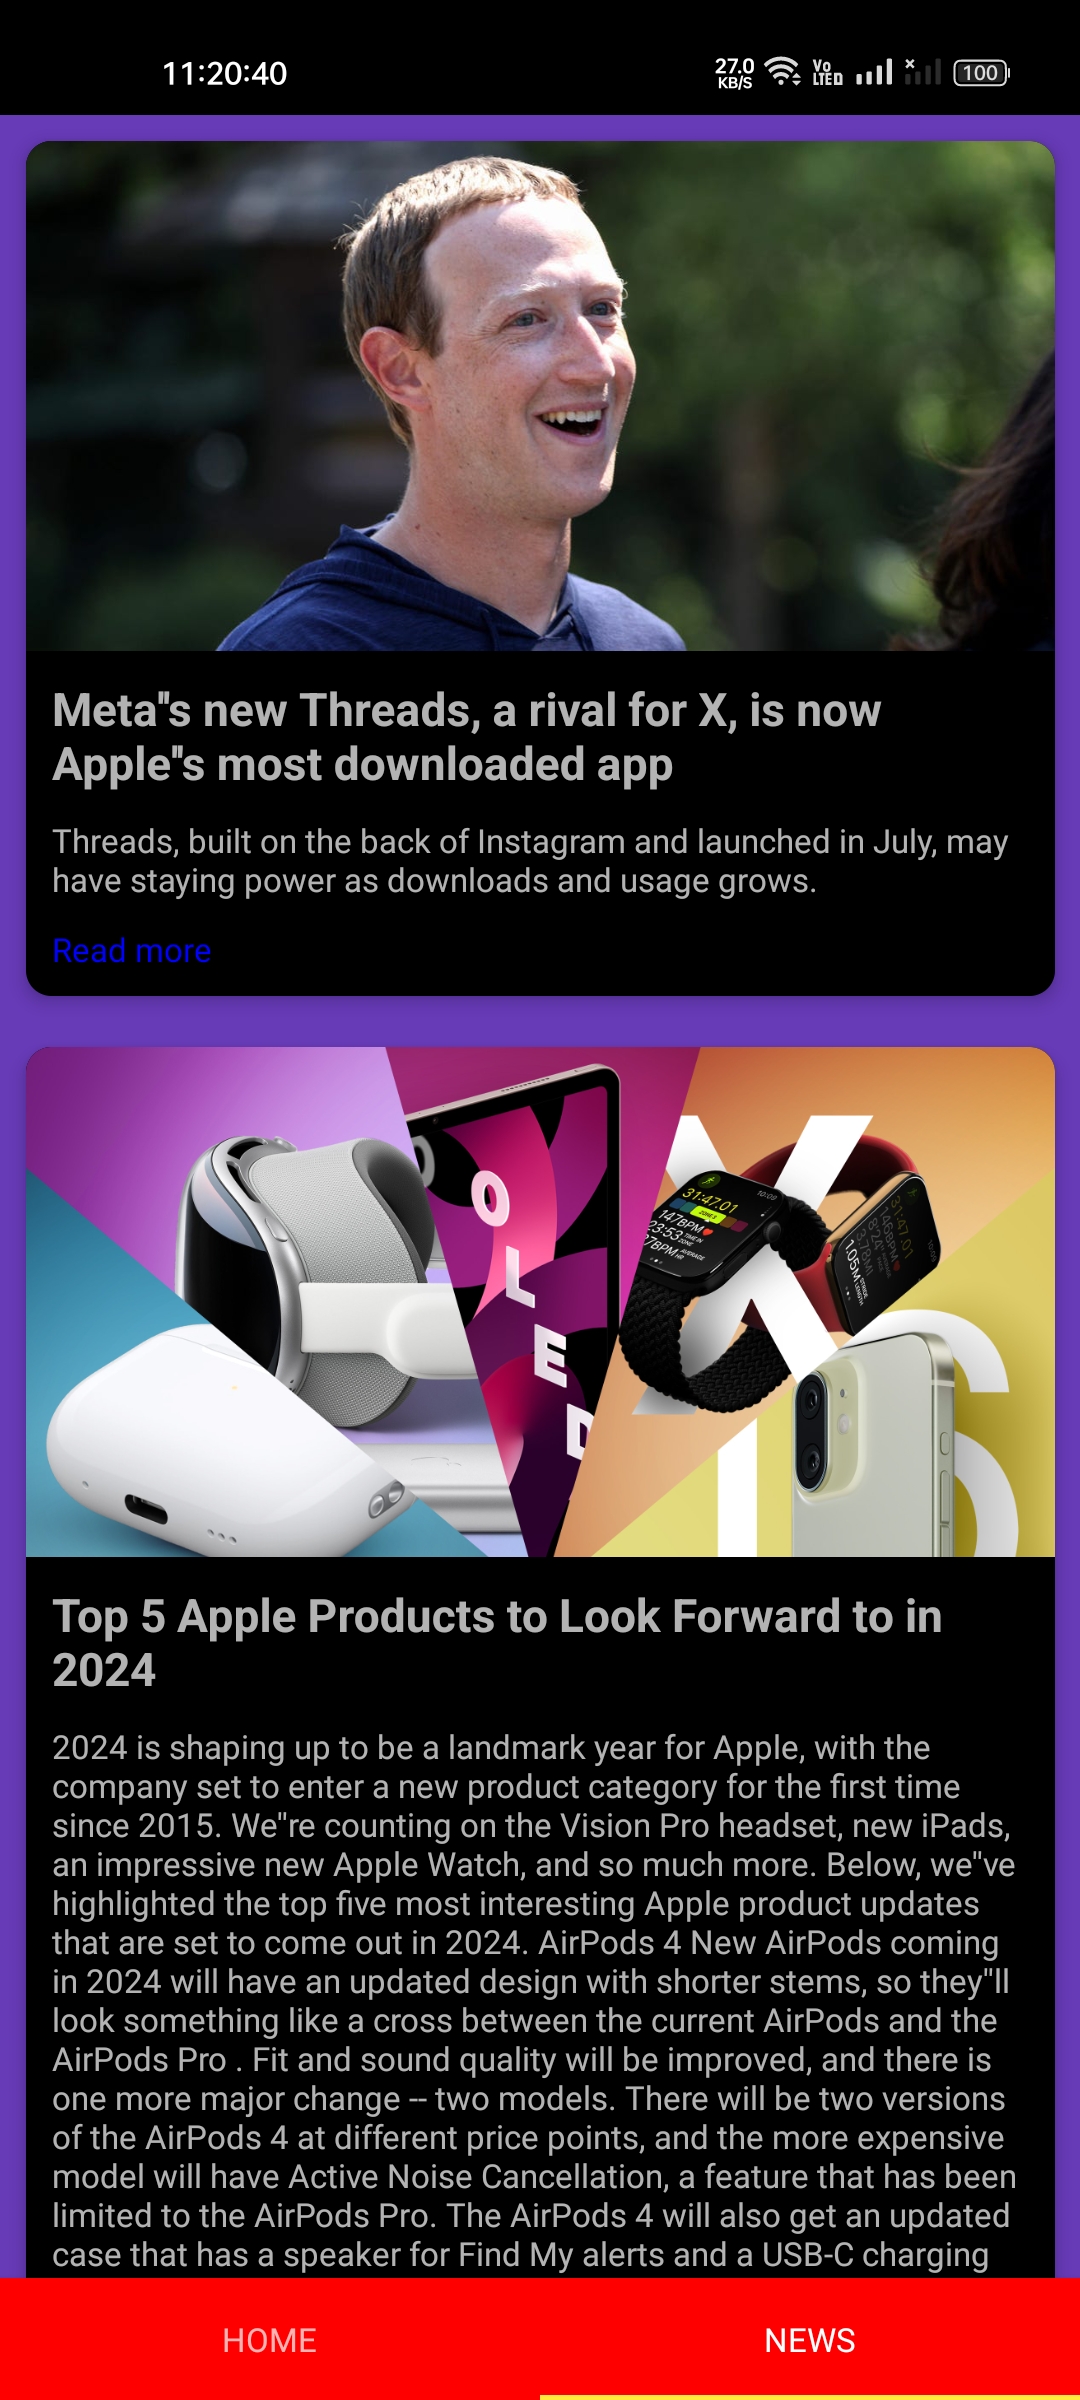 11:20:40
27.0
KB/S
Vo
LTED
100
Meta"s new Threads, a rival for X, is now
Apple"s most downloaded app
Threads, built on the back of Instagram and launched in July, may
have staying power as downloads and usage grows.
Read more
O
L
E
D
X
16
31:47.01
10:09
147BPM
23:53
Top 5 Apple Products to Look Forward to in
2024
2024 is shaping up to be a landmark year for Apple, with the
company set to enter a new product category for the first time
since 2015. We"re counting on the Vision Pro headset, new iPads,
an impressive new Apple Watch, and so much more. Below, we"ve
highlighted the top five most interesting Apple product updates
that are set to come out in 2024. AirPods 4 New AirPods coming
in 2024 will have an updated design with shorter stems, so they"ll
look something like a cross between the current AirPods and the
AirPods Pro . Fit and sound quality will be improved, and there is
one more major change -- two models. There will be two versions
of the AirPods 4 at different price points, and the more expensive
model will have Active Noise Cancellation, a feature that has been
limited to the AirPods Pro. The AirPods 4 will also get an updated
case that has a speaker for Find My alerts and a USB-C charging
HOME
NEWS